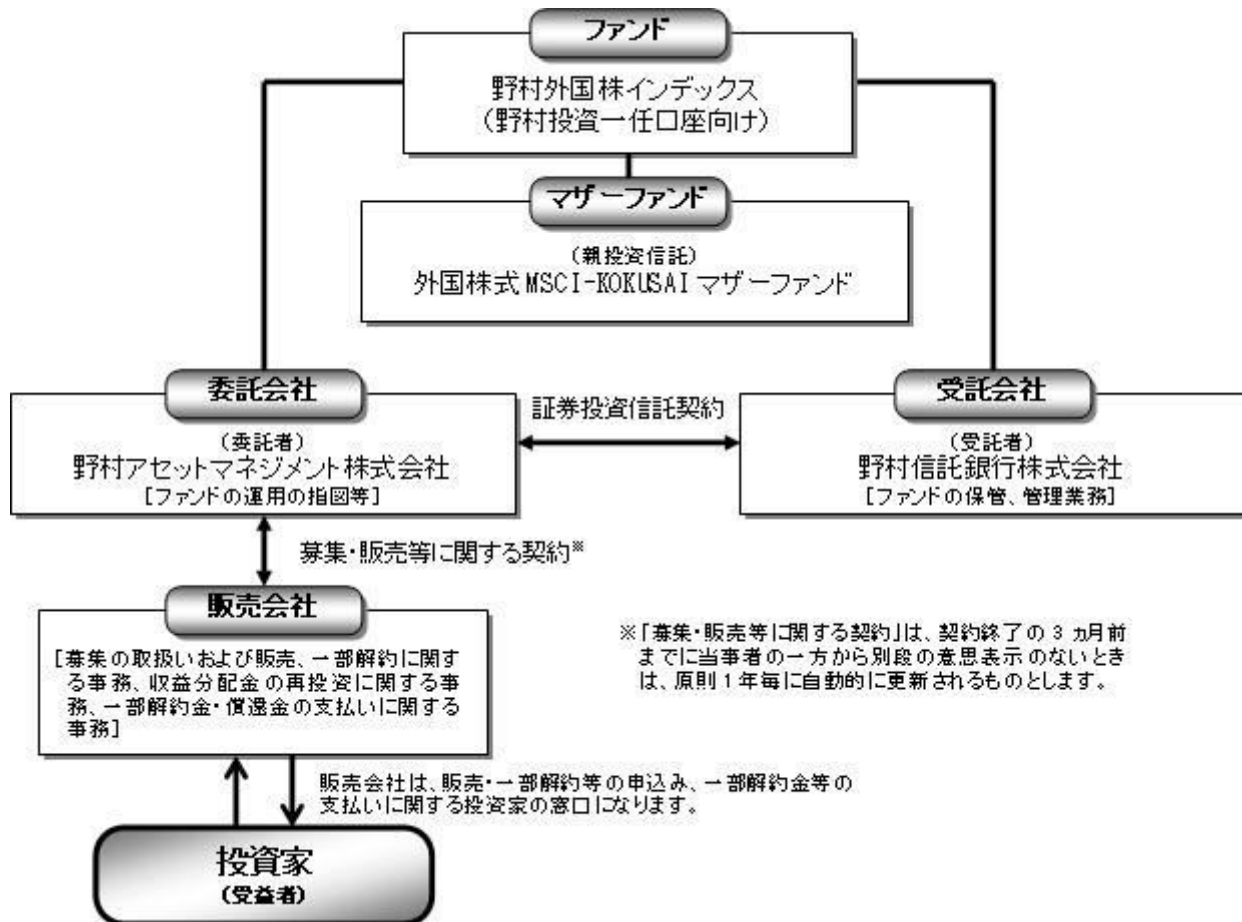 ファンド
野村外国株インデックス
(野村投資一任口座向け)
マザーファンド
(親投資信託)
外国株式MSCI-KOKUSAIマザーファンド
委託会社
(委託者)
野村アセットマネジメント株式会社
[ファンドの運用の指図等]
証券投資信託契約
受託会社
(受託者)
野村信託銀行株式会社
[ファンドの保管、管理業務]
募集・販売等に関する契約※
販売会社
[募集の取扱いおよび販売、一部解約に関す
る事務、収益分配金の再投資に関する事
務、一部解約金・償還金の支払いに関する
事務]
※「募集・販売等に関する契約」は、契約終了の3ヵ月前
までに当事者の一方から別段の意思表示のないとき
は、原則1年毎に自動的に更新されるものとします。
販売会社は、販売・一部解約等の申込み、一部解約金等の
支払いに関する投資家の窓口になります。
投資家
(受益者)